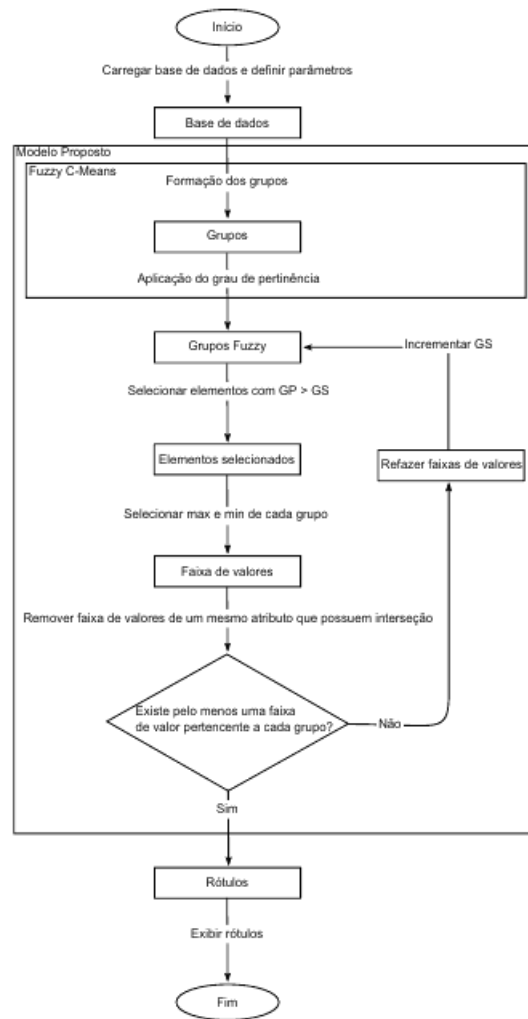 Início
Carregar base de dados e definir parâmetros
Base de dados
Modelo Proposto
Fuzzy C-Means
Formação dos grupos
Grupos
Aplicação do grau de pertinência
Grupos Fuzzy
Incrementar GS
Selecionar elementos com GP > GS
Elementos selecionados
Refazer faixas de valores
Selecionar max e min de cada grupo
Faixa de valores
Remover faixa de valores de um mesmo atributo que possuem interseção
Existe pelo menos uma faixa
de valor pertencente a cada grupo?
Não
Sim
Rótulos
Exibir rótulos
Fim